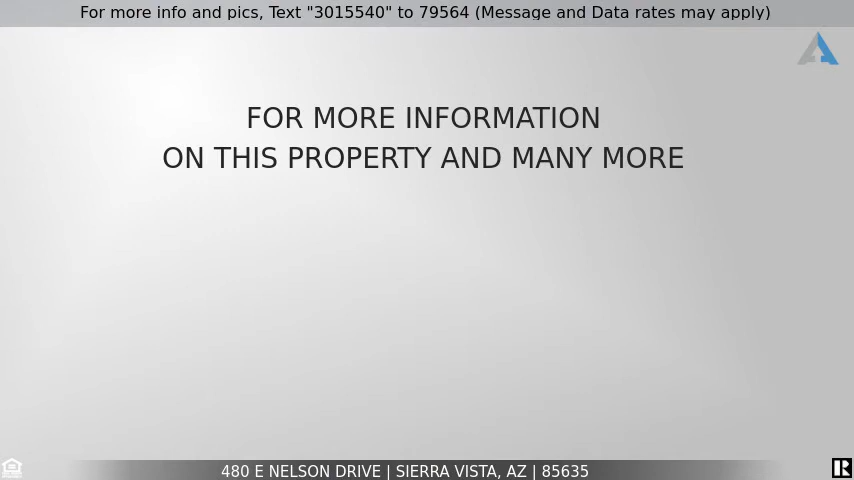 For more info and pics, Text "3015540" to 79564 (Message and Data rates may apply)
FOR MORE INFORMATION
ON THIS PROPERTY AND MANY MORE
480 E NELSON DRIVE | SIERRA VISTA, AZ | 85635